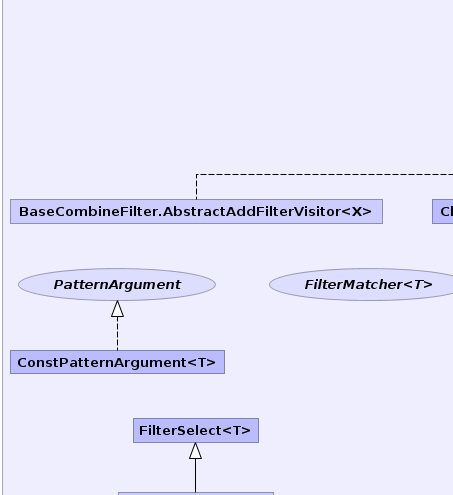 BaseCombineFilter.AbstractAddFilterVisitor<X>
PatternArgument
FilterMatcher<T>
ConstPatternArgument<T>
FilterSelect<T>